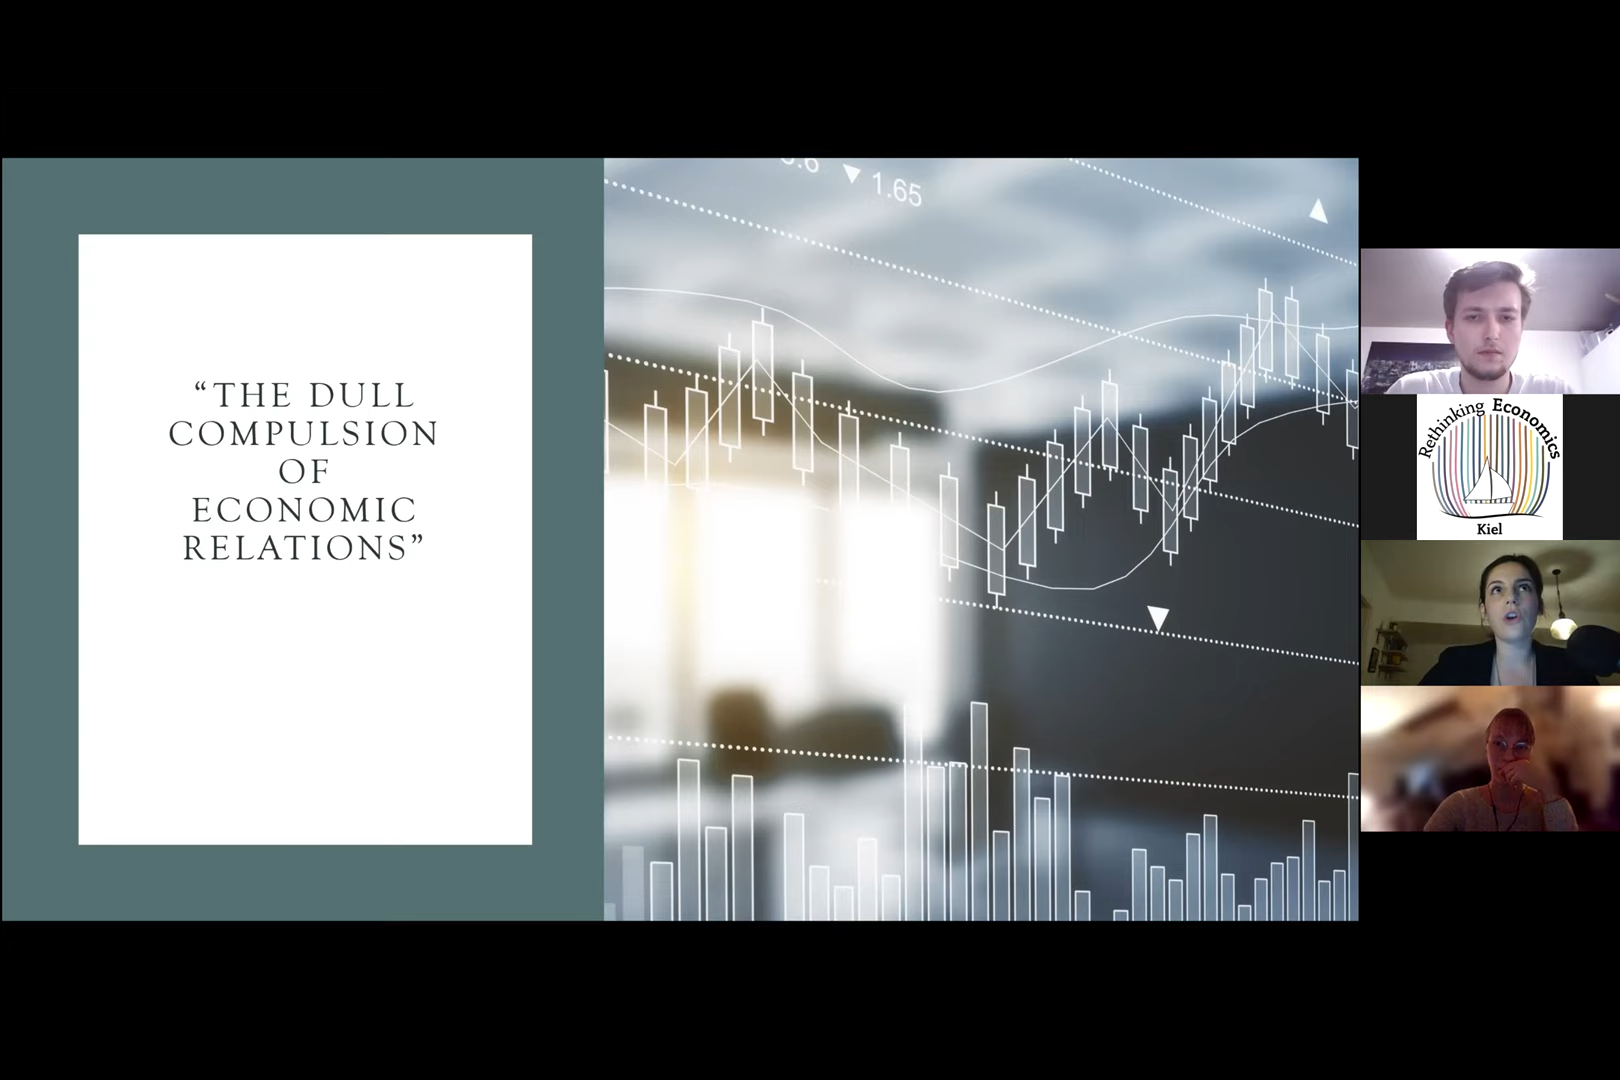 “THE DULL
COMPULSION
OF
ECONOMIC
RELATIONS”
1.65
Rethinking Economics
Kiel